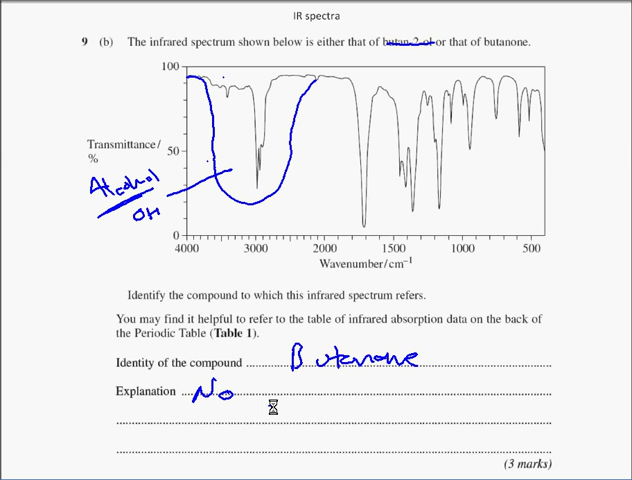 IR spectra
9 (b) The infrared spectrum shown below is either that of butan-2-ol or that of butanone.
100
Transmittance/
%
50
0
Alcohol
OH
4000 3000 2000 1500 1000 500
Wavenumber/cm⁻¹
Identify the compound to which this infrared spectrum refers.
You may find it helpful to refer to the table of infrared absorption data on the back of
the Periodic Table (Table 1).
Identity of the compound Butanone
Explanation No
(3 marks)